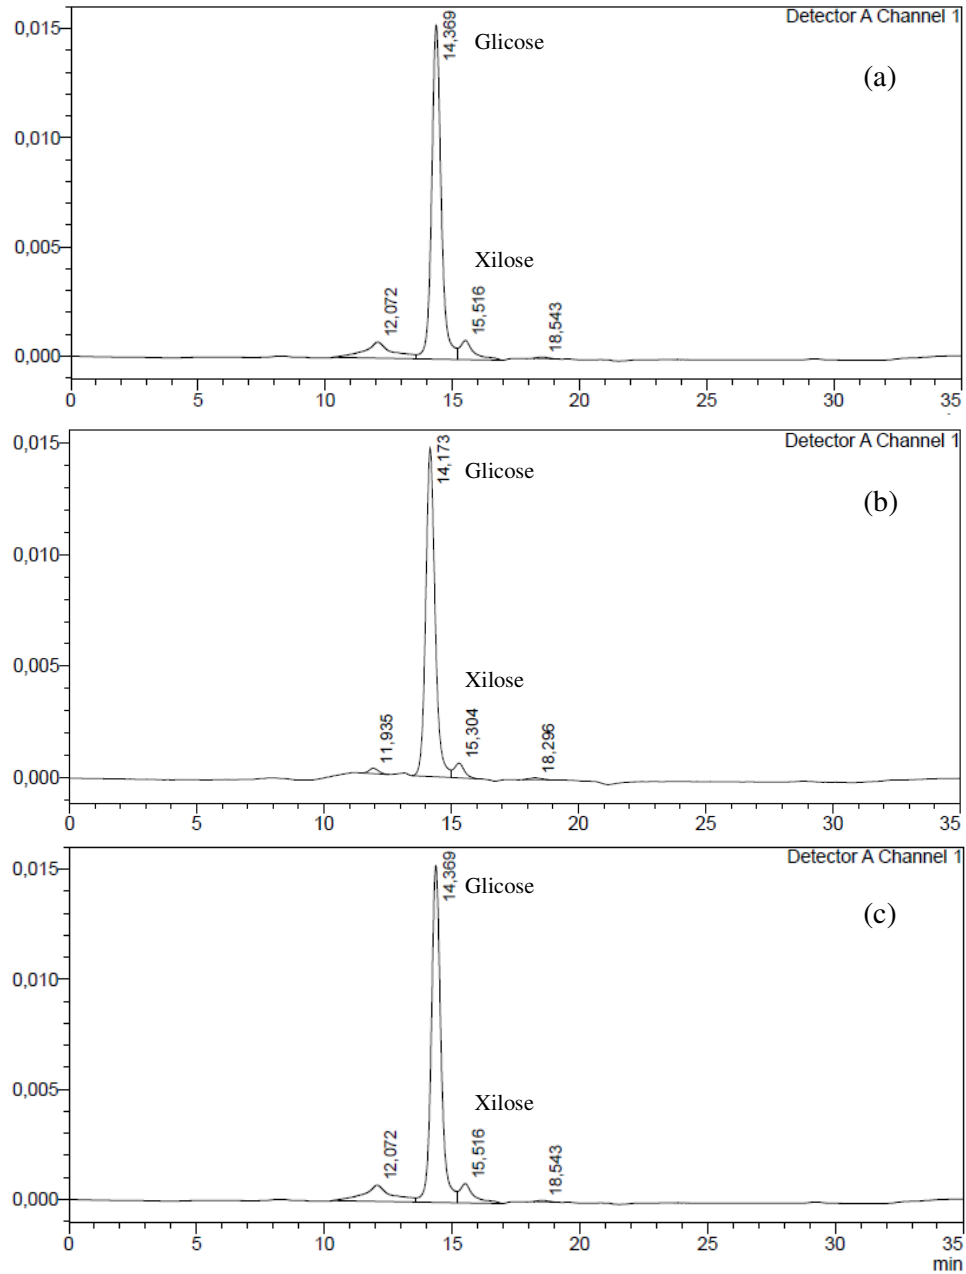 Detector A Channel 1
0,015
14,369
Glicose
(a)
0,010
0,005
Xilose
12,072
15,516
18,543
0,000
0 5 10 15 20 25 30 35
Detector A Channel 1
0,015
14,173
Glicose
(b)
0,010
0,005
Xilose
11,935
15,304
18,296
0,000
0 5 10 15 20 25 30 35
Detector A Channel 1
0,015
14,369
Glicose
(c)
0,010
0,005
Xilose
12,072
15,516
18,543
0,000
0 5 10 15 20 25 30 35
min